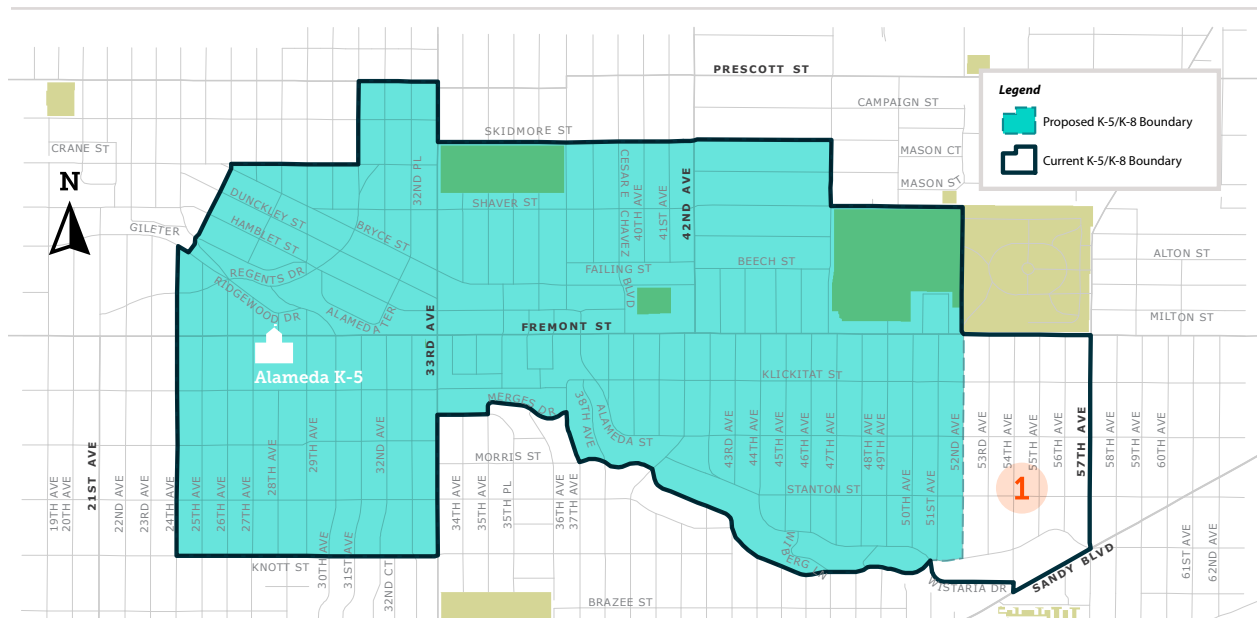 PRESCOTT ST
Legend
Proposed K-5/K-8 Boundary
Current K-5/K-8 Boundary
CAMPAIGN ST
SKIDMORE ST
CRANE ST
MASON CT
MASON ST
N
32ND PL
CESAR E CHAVEZ
BLVD
40TH AVE
41ST AVE
42ND AVE
DUNCKLEY ST
SHAVER ST
HAMBLET ST
BRYCE ST
GILETER
ALTON ST
BEECH ST
FAILING ST
REGENTS DR
RIDGEWOOD DR
ALAMEDA TER
MILTON ST
FREMONT ST
33RD AVE
Alameda K-5
KLICKITAT ST
MERGES DR
38TH AVE
ALAMEDA ST
43RD AVE
44TH AVE
45TH AVE
46TH AVE
47TH AVE
48TH AVE
49TH AVE
52ND AVE
53RD AVE
54TH AVE
55TH AVE
56TH AVE
57TH AVE
58TH AVE
59TH AVE
60TH AVE
29TH AVE
32ND AVE
28TH AVE
MORRIS ST
1
19TH AVE
20TH AVE
21ST AVE
22ND AVE
23RD AVE
24TH AVE
25TH AVE
26TH AVE
27TH AVE
34TH AVE
35TH AVE
35TH PL
36TH AVE
37TH AVE
STANTON ST
50TH AVE
51ST AVE
WIBERG LN
KNOTT ST
30TH AVE
31ST AVE
32ND CT
SANDY BLVD
61ST AVE
62ND AVE
WISTARIA DR
BRAZEE ST